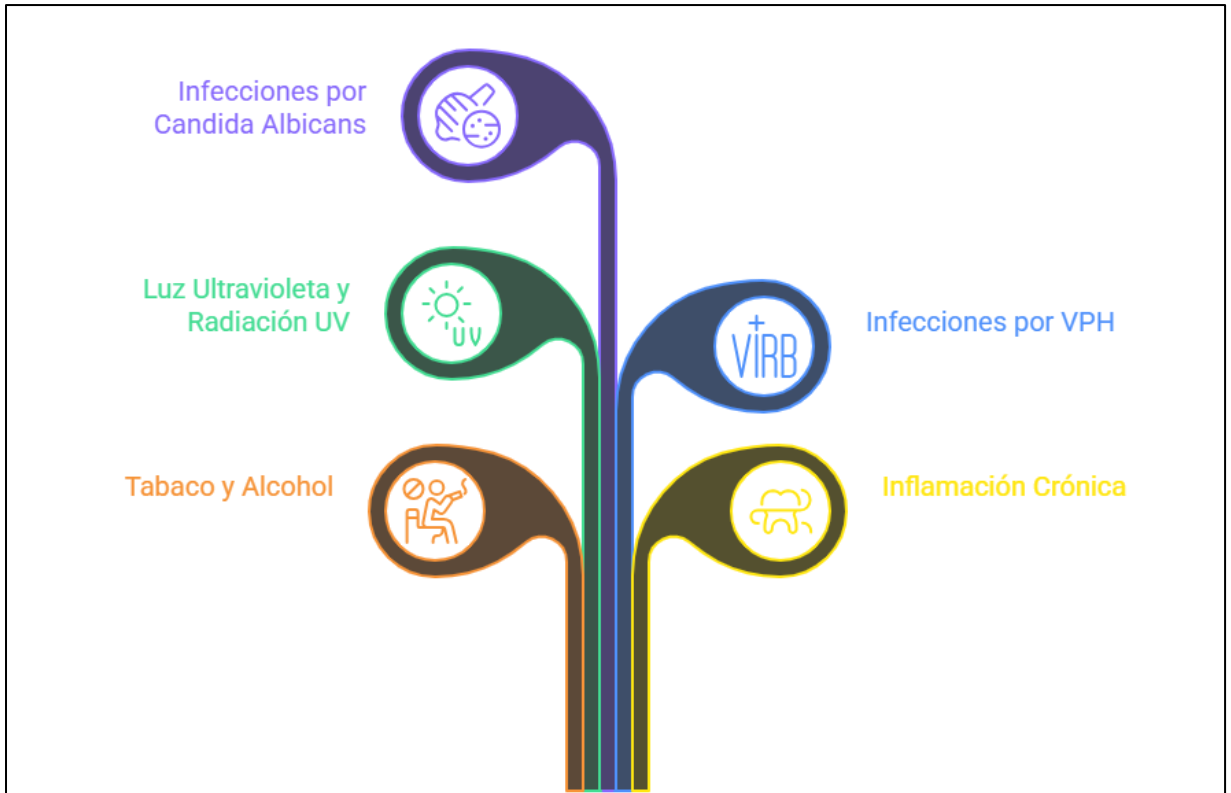 Infecciones por
Candida Albicans
Luz Ultravioleta y
Radiación UV
UV
Infecciones por VPH
VIRB
Tabaco y Alcohol
Inflamación Crónica